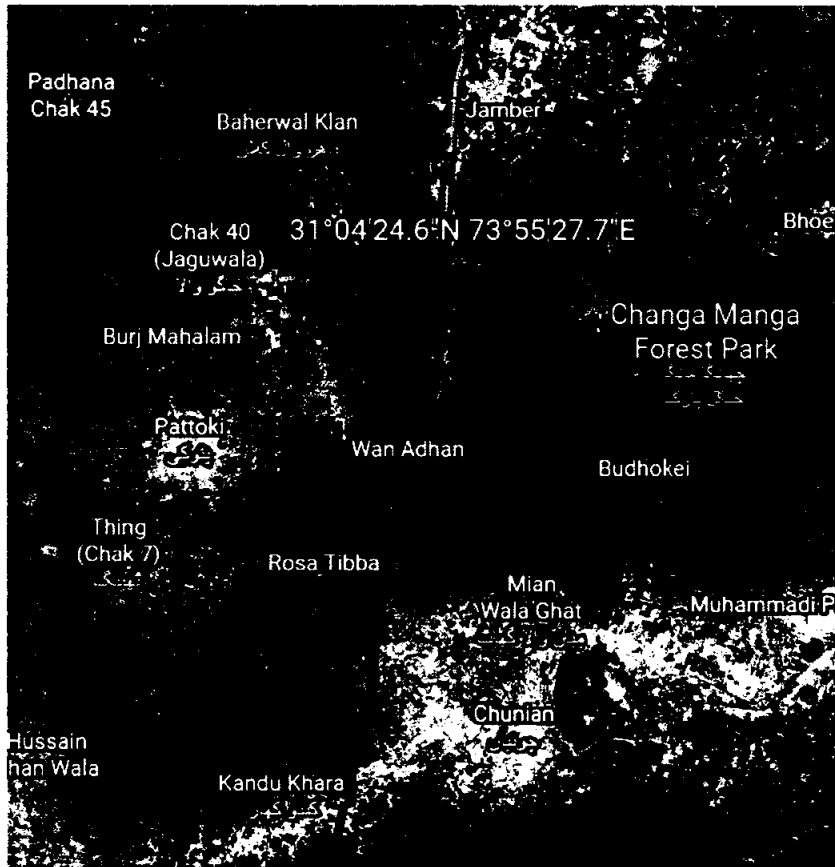 Padhana
Chak 45
Baherwal Klan
Jamber
31°04'24.6"N 73°55'27.7"E
Bhoe
Chak 40
(Jaguwala)
Changa Manga
Forest Park
Burj Mahalam
Pattoki
پتوکی
Wan Adhan
Budhokei
Thing
(Chak 7)
Rosa Tibba
Mian
Wala Ghat
Muhammadi P
Chunian
Hussain
han Wala
Kandu Khara